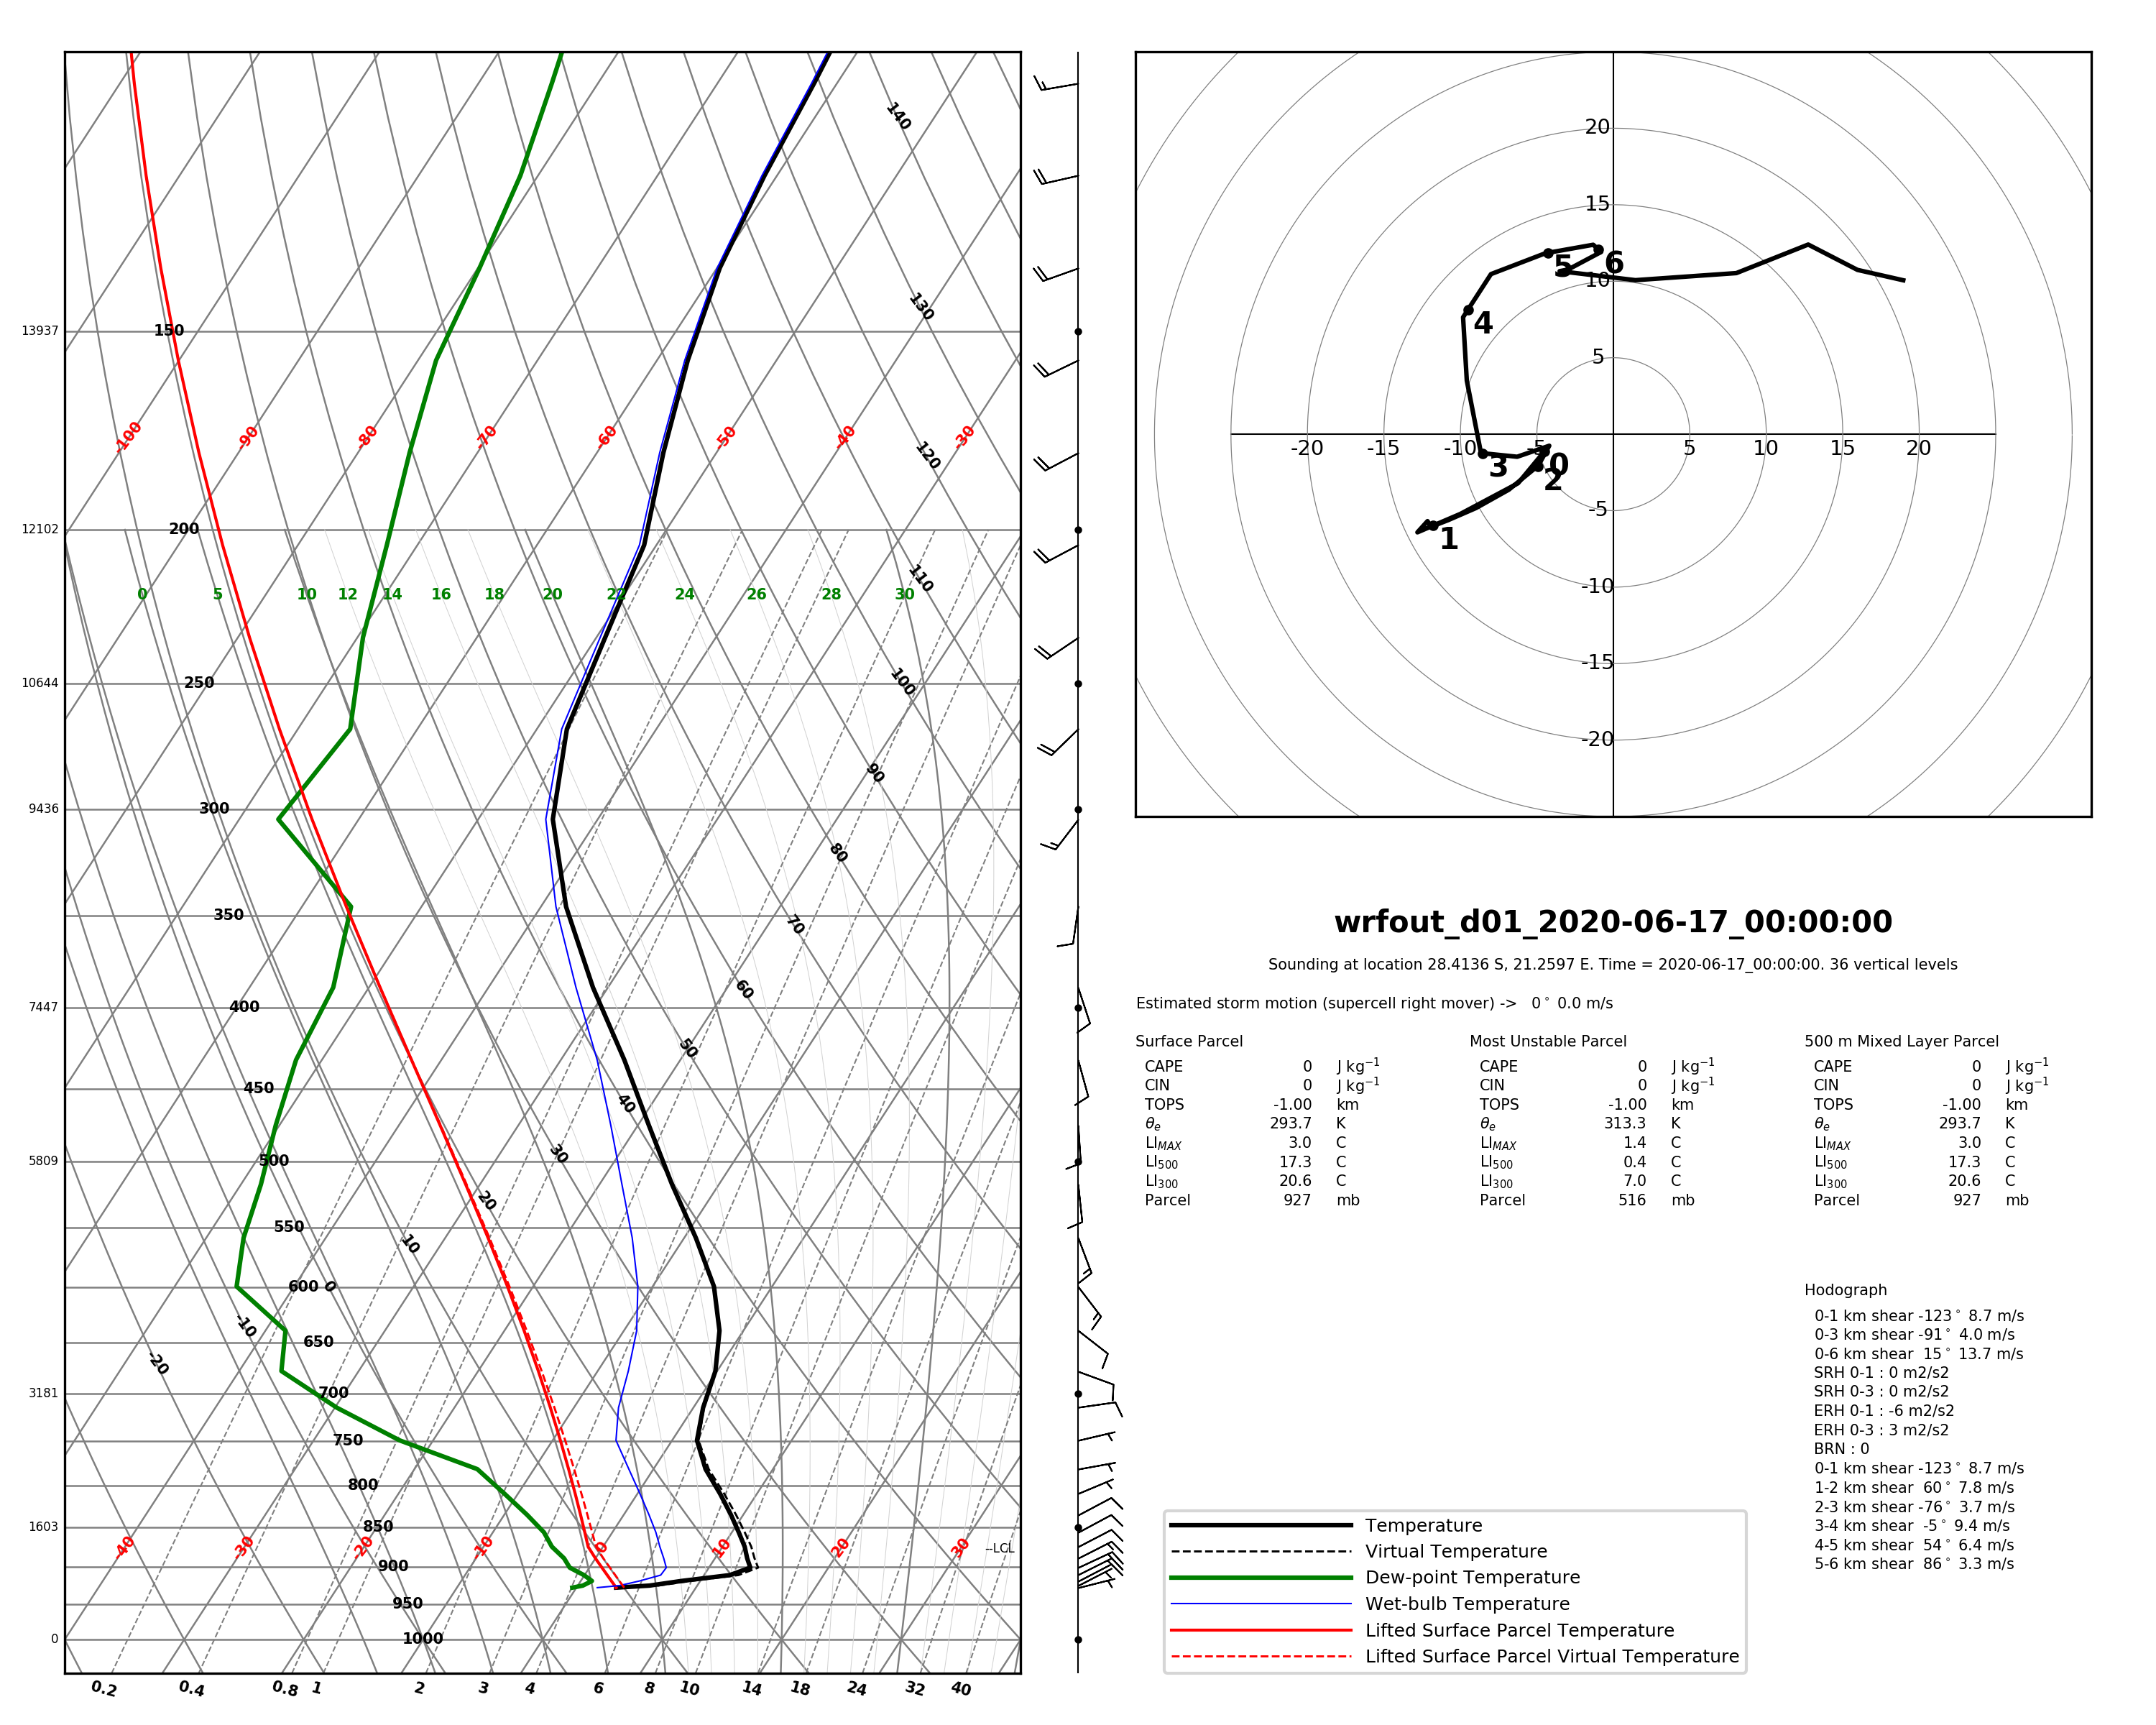 140
130
13937 150
-100 -90 -80 -70 -60 -50 -40 -30
120
12102 200
110
0 5 10 12 14 16 18 20 22 24 26 28 30
100
10644 250
90
9436 300
80
350
70
60
7447 400
50
450
40
30
5809 500
20
550
10
600 0
-10
650
-20
3181 700
750
800
1603 850
-40 -30 -20 -10 0 10 20 30
--LCL
900
950
0 1000
0.2 0.4 0.8 1 2 3 4 6 8 10 14 18 24 32 40
20
15
10
5
-5
-10
-15
-20
-20 -15 -10 -5 5 10 15 20
0
1
2
3
4
5
6
wrfout_d01_2020-06-17_00:00:00
Sounding at location 28.4136 S, 21.2597 E. Time = 2020-06-17_00:00:00. 36 vertical levels
Estimated storm motion (supercell right mover) -> 0° 0.0 m/s
Surface Parcel
CAPE 0 J kg⁻¹
CIN 0 J kg⁻¹
TOPS -1.00 km
θe 293.7 K
LIMAX 3.0 C
LI500 17.3 C
LI300 20.6 C
Parcel 927 mb
Most Unstable Parcel
CAPE 0 J kg⁻¹
CIN 0 J kg⁻¹
TOPS -1.00 km
θe 313.3 K
LIMAX 1.4 C
LI500 0.4 C
LI300 7.0 C
Parcel 516 mb
500 m Mixed Layer Parcel
CAPE 0 J kg⁻¹
CIN 0 J kg⁻¹
TOPS -1.00 km
θe 293.7 K
LIMAX 3.0 C
LI500 17.3 C
LI300 20.6 C
Parcel 927 mb
Hodograph
0-1 km shear -123° 8.7 m/s
0-3 km shear -91° 4.0 m/s
0-6 km shear 15° 13.7 m/s
SRH 0-1 : 0 m2/s2
SRH 0-3 : 0 m2/s2
ERH 0-1 : -6 m2/s2
ERH 0-3 : 3 m2/s2
BRN : 0
0-1 km shear -123° 8.7 m/s
1-2 km shear 60° 7.8 m/s
2-3 km shear -76° 3.7 m/s
3-4 km shear -5° 9.4 m/s
4-5 km shear 54° 6.4 m/s
5-6 km shear 86° 3.3 m/s
Temperature
Virtual Temperature
Dew-point Temperature
Wet-bulb Temperature
Lifted Surface Parcel Temperature
Lifted Surface Parcel Virtual Temperature